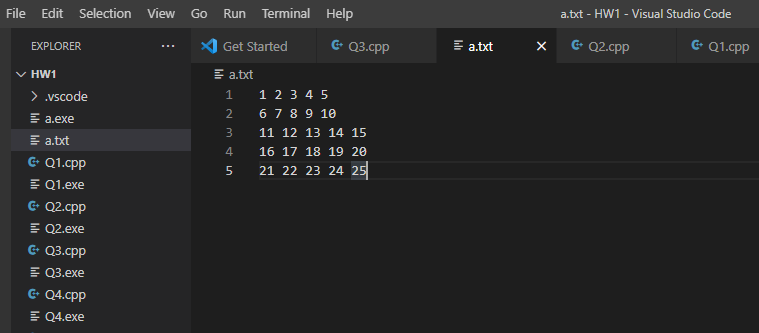 File Edit Selection View Go Run Terminal Help a.txt - HW1 - Visual Studio Code
EXPLORER ...
Get Started Q3.cpp a.txt Q2.cpp Q1.cpp
HW1
.vscode
a.exe
a.txt
Q1.cpp
Q1.exe
Q2.cpp
Q2.exe
Q3.cpp
Q3.exe
Q4.cpp
Q4.exe
a.txt
1 1 2 3 4 5
2 6 7 8 9 10
3 11 12 13 14 15
4 16 17 18 19 20
5 21 22 23 24 25